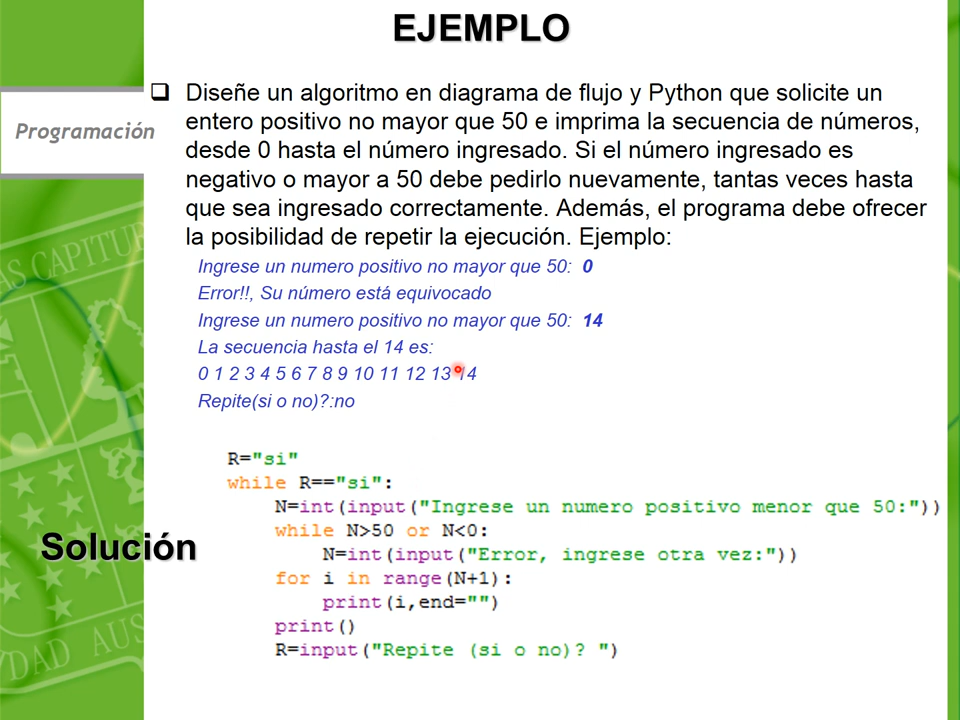 EJEMPLO
Programación
❑ Diseñe un algoritmo en diagrama de flujo y Python que solicite un
entero positivo no mayor que 50 e imprima la secuencia de números,
desde 0 hasta el número ingresado. Si el número ingresado es
negativo o mayor a 50 debe pedirlo nuevamente, tantas veces hasta
que sea ingresado correctamente. Además, el programa debe ofrecer
la posibilidad de repetir la ejecución. Ejemplo:
Ingrese un numero positivo no mayor que 50: 0
Error!!, Su número está equivocado
Ingrese un numero positivo no mayor que 50: 14
La secuencia hasta el 14 es:
0 1 2 3 4 5 6 7 8 9 10 11 12 13 14
Repite(si o no)?:no
Solución
R="si"
while R=="si":
    N=int(input("Ingrese un numero positivo menor que 50:"))
    while N>50 or N<0:
        N=int(input("Error, ingrese otra vez:"))
    for i in range(N+1):
        print(i,end="")
    print()
    R=input("Repite (si o no)? ")